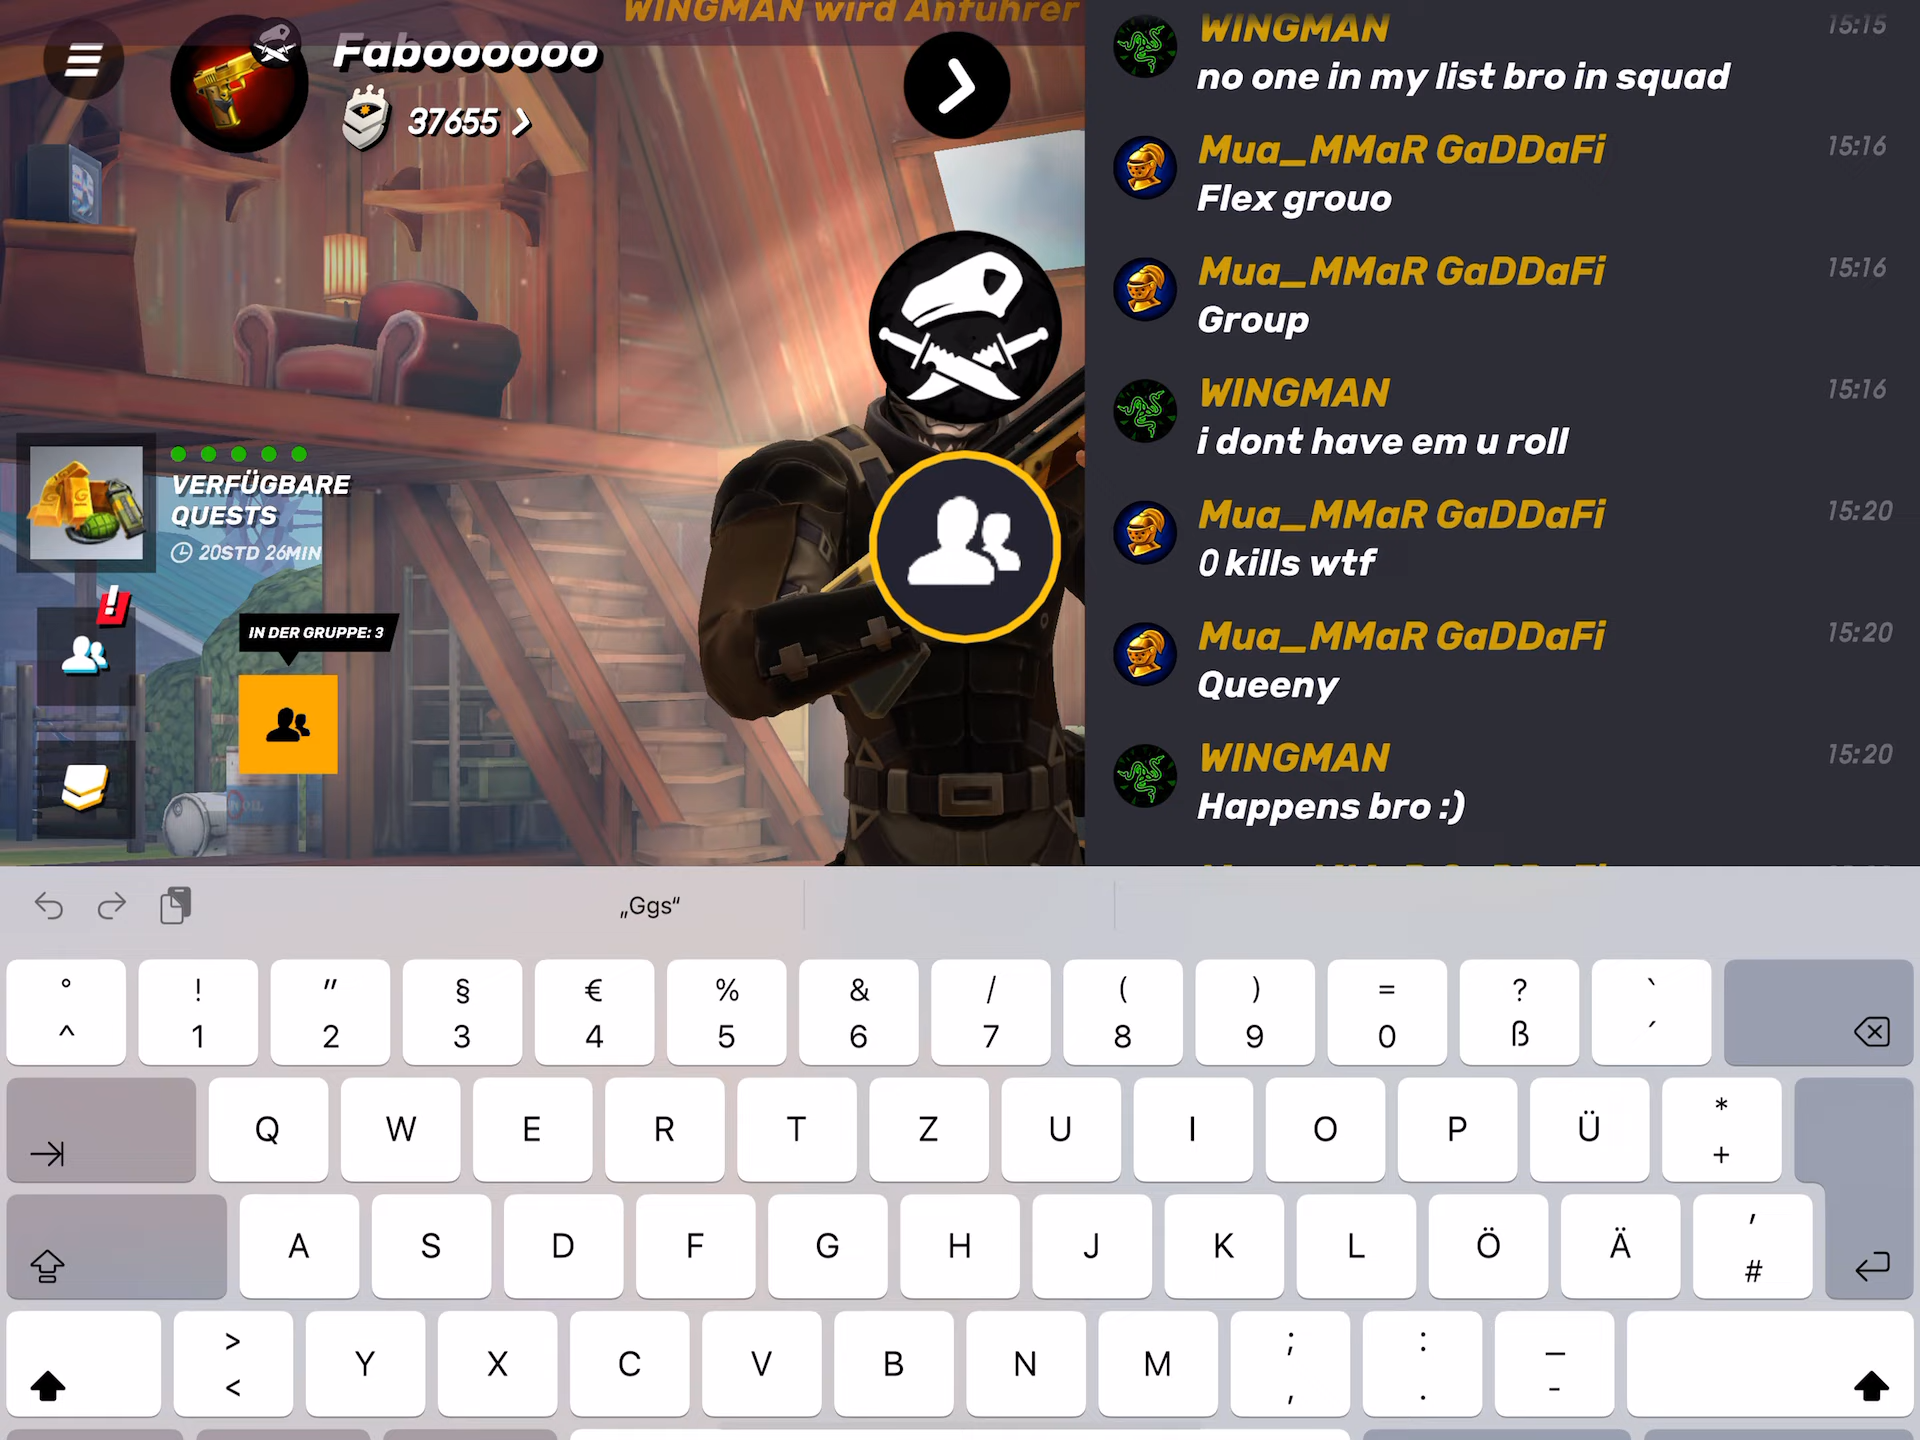 WINGMAN wird Anführer
Faboooooo
37655
VERFÜGBARE
QUESTS
20STD 26MIN
!
IN DER GRUPPE: 3
WINGMAN 15:15
no one in my list bro in squad
Mua_MMaR GaDDaFi 15:16
Flex grouo
Mua_MMaR GaDDaFi 15:16
Group
WINGMAN 15:16
i dont have em u roll
Mua_MMaR GaDDaFi 15:20
0 kills wtf
Mua_MMaR GaDDaFi 15:20
Queeny
WINGMAN 15:20
Happens bro :)
„Ggs“
° ! " § € % & / ( ) = ? `
^ 1 2 3 4 5 6 7 8 9 0 ß ´
Q W E R T Z U I O P Ü * +
A S D F G H J K L Ö Ä ' #
> < Y X C V B N M ; , : . _ -